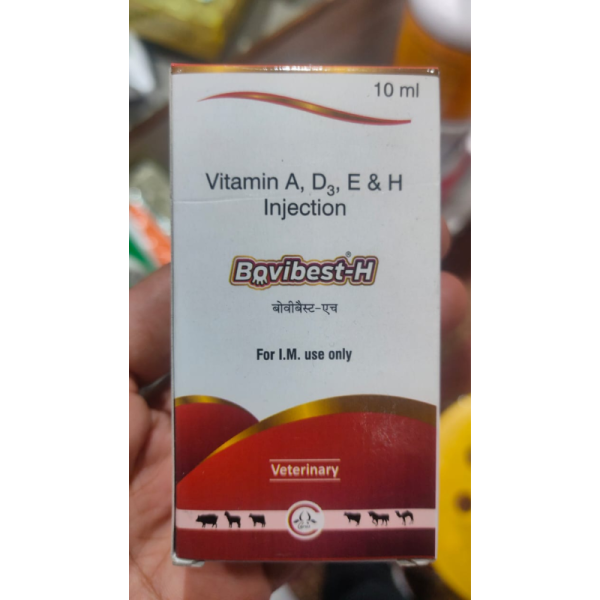 10 ml
Vitamin A, D₃, E & H
Injection
Bovibest-H®
बोवीबैस्ट-एच
For I.M. use only
Veterinary